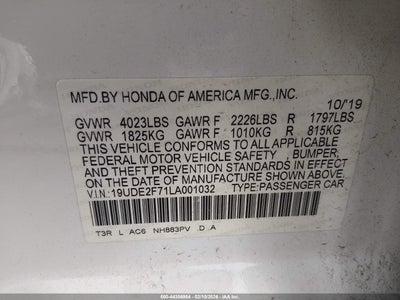 MFD.BY HONDA OF AMERICA MFG.,INC.
10/'19
GVWR 4023LBS GAWR F 2226LBS R 1797LBS
GVWR 1825KG GAWR F 1010KG R 815KG
THIS VEHICLE CONFORMS TO ALL APPLICABLE
FEDERAL MOTOR VEHICLE SAFETY , BUMPER,
AND THEFT PREVENTION STANDARDS IN EFFECT
ON THE DATE OF MANUFACTURE SHOWN ABOVE.
V.I.N: 19UDE2F71LA001032 TYPE:PASSENGER CAR
T3R L AC6 NH883PV .D .A